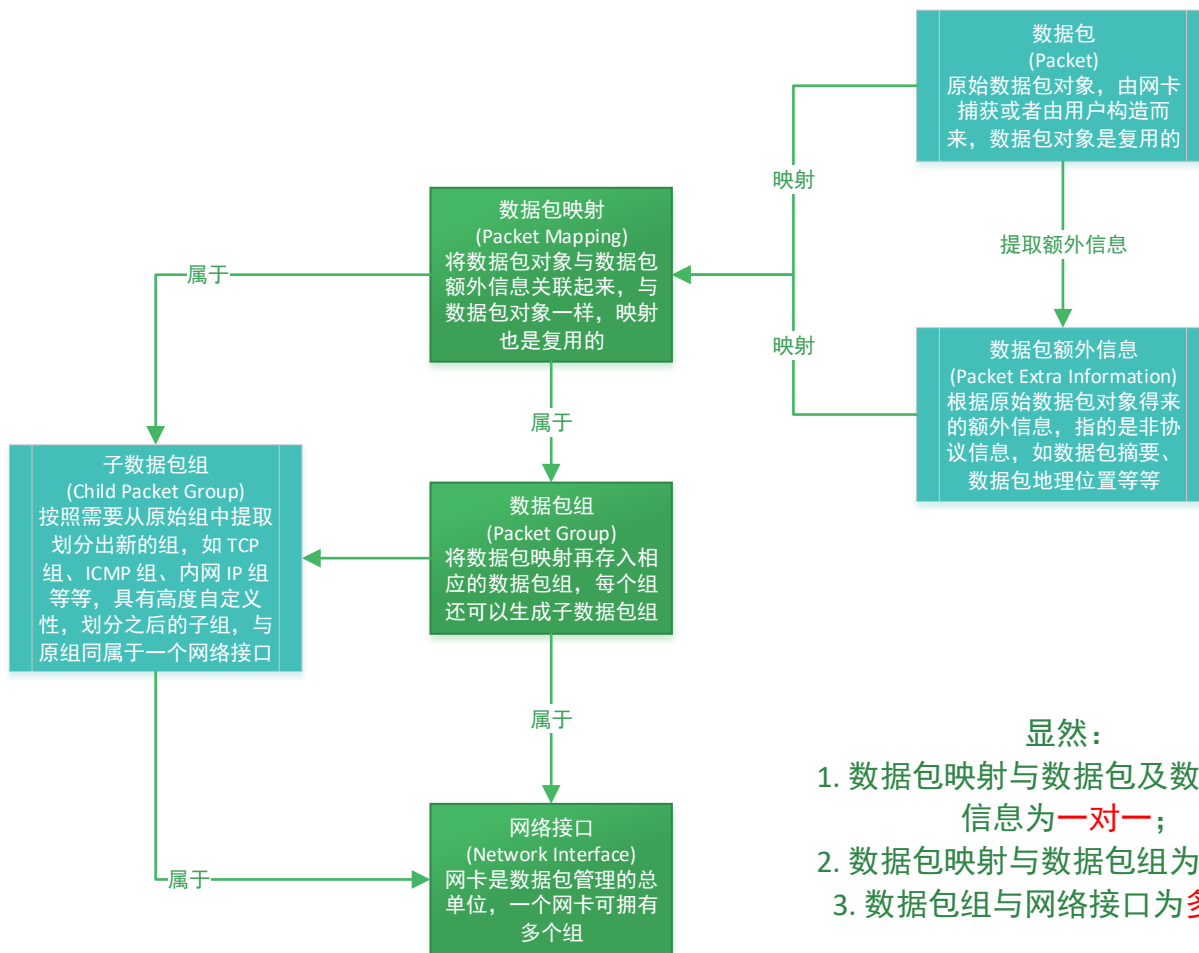 数据包
(Packet)
原始数据包对象，由网卡
捕获或者由用户构造而
来，数据包对象是复用的
映射
提取额外信息
数据包映射
(Packet Mapping)
将数据包对象与数据包
额外信息关联起来，与
数据包对象一样，映射
也是复用的
属于
映射
数据包额外信息
(Packet Extra Information)
根据原始数据包对象得来
的额外信息，指的是非协
议信息，如数据包摘要、
数据包地理位置等等
属于
子数据包组
(Child Packet Group)
按照需要从原始组中提取
划分出新的组，如 TCP
组、ICMP 组、内网 IP 组
等等，具有高度自定义
性，划分之后的子组，与
原组同属于一个网络接口
数据包组
(Packet Group)
将数据包映射再存入相
应的数据包组，每个组
还可以生成子数据包组
属于
网络接口
(Network Interface)
网卡是数据包管理的总
单位，一个网卡可拥有
多个组
属于
显然：
1. 数据包映射与数据包及数
信息为一对一；
2. 数据包映射与数据包组为
3. 数据包组与网络接口为